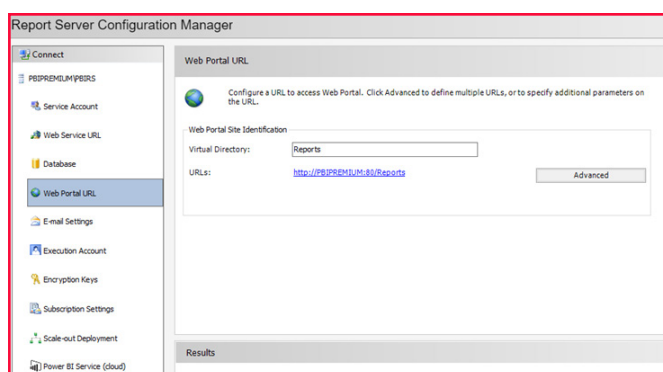 Report Server Configuration Manager
Connect
PBIPREMIUM\PBIRS
Service Account
Web Service URL
Database
Web Portal URL
E-mail Settings
Execution Account
Encryption Keys
Subscription Settings
Scale-out Deployment
Power BI Service (cloud)
Web Portal URL
Configure a URL to access Web Portal. Click Advanced to define multiple URLs, or to specify additional parameters on
the URL.
Web Portal Site Identification
Virtual Directory: Reports
URLs: http://PBIPREMIUM:80/Reports Advanced
Results